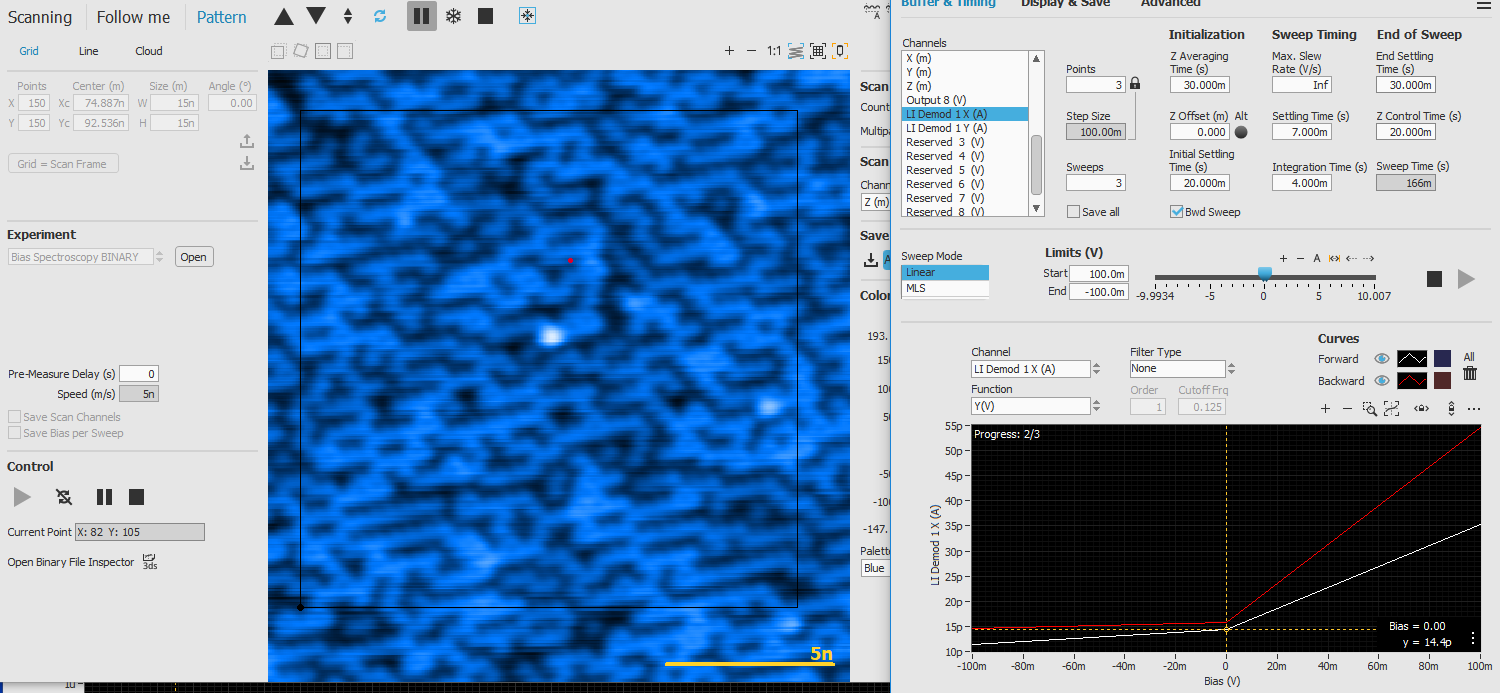 Scanning Follow me Pattern
Grid Line Cloud
Points Center (m) Size (m) Angle (°)
X 150 Xc 74.887n W 15n 0.00
Y 150 Yc 92.536n H 15n
Grid = Scan Frame
Experiment
Bias Spectroscopy BINARY Open
Pre-Measure Delay (s) 0
Speed (m/s) 5n
Save Scan Channels
Save Bias per Sweep
Control
Current Point X: 82 Y: 105
Open Binary File Inspector 3ds
1u
1:1
5n
A
Scan
Count
Multipa
Scan
Chann
Z (m)
Save
A
Color
193.
150
100
50
0
-50
-100
-147.
Palette
Blue
Buffer & Timing Display & Save Advanced
Channels
X (m)
Y (m)
Z (m)
Output 8 (V)
LI Demod 1 X (A)
LI Demod 1 Y (A)
Reserved 3 (V)
Reserved 4 (V)
Reserved 5 (V)
Reserved 6 (V)
Reserved 7 (V)
Reserved 8 (V)
Points
3
Step Size
100.00m
Sweeps
3
Save all
Initialization
Z Averaging
Time (s)
30.000m
Z Offset (m) Alt
0.000
Initial Settling
Time (s)
20.000m
Bwd Sweep
Sweep Timing
Max. Slew
Rate (V/s)
Inf
Settling Time (s)
7.000m
Integration Time (s)
4.000m
End of Sweep
End Settling
Time (s)
30.000m
Z Control Time (s)
20.000m
Sweep Time (s)
166m
Sweep Mode
Linear
MLS
Limits (V)
Start 100.0m
End -100.0m
A
-9.9934 -5 0 5 10.007
Channel
LI Demod 1 X (A)
Function
Y(V)
Filter Type
None
Order Cutoff Frq
1 0.125
Curves
Forward All
Backward
Progress: 2/3
55p
50p
45p
40p
35p
30p
25p
20p
15p
10p
LI Demod 1 X (A)
Bias = 0.00
y = 14.4p
-100m -80m -60m -40m -20m 0 20m 40m 60m 80m 100m
Bias (V)